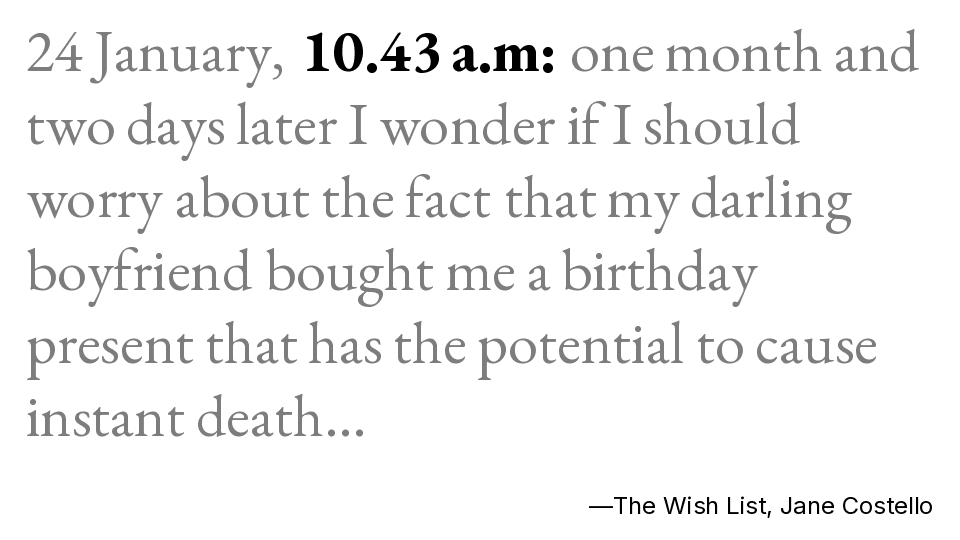 24 January, 10.43 a.m: one month and
two days later I wonder if I should
worry about the fact that my darling
boyfriend bought me a birthday
present that has the potential to cause
instant death...
—The Wish List, Jane Costello